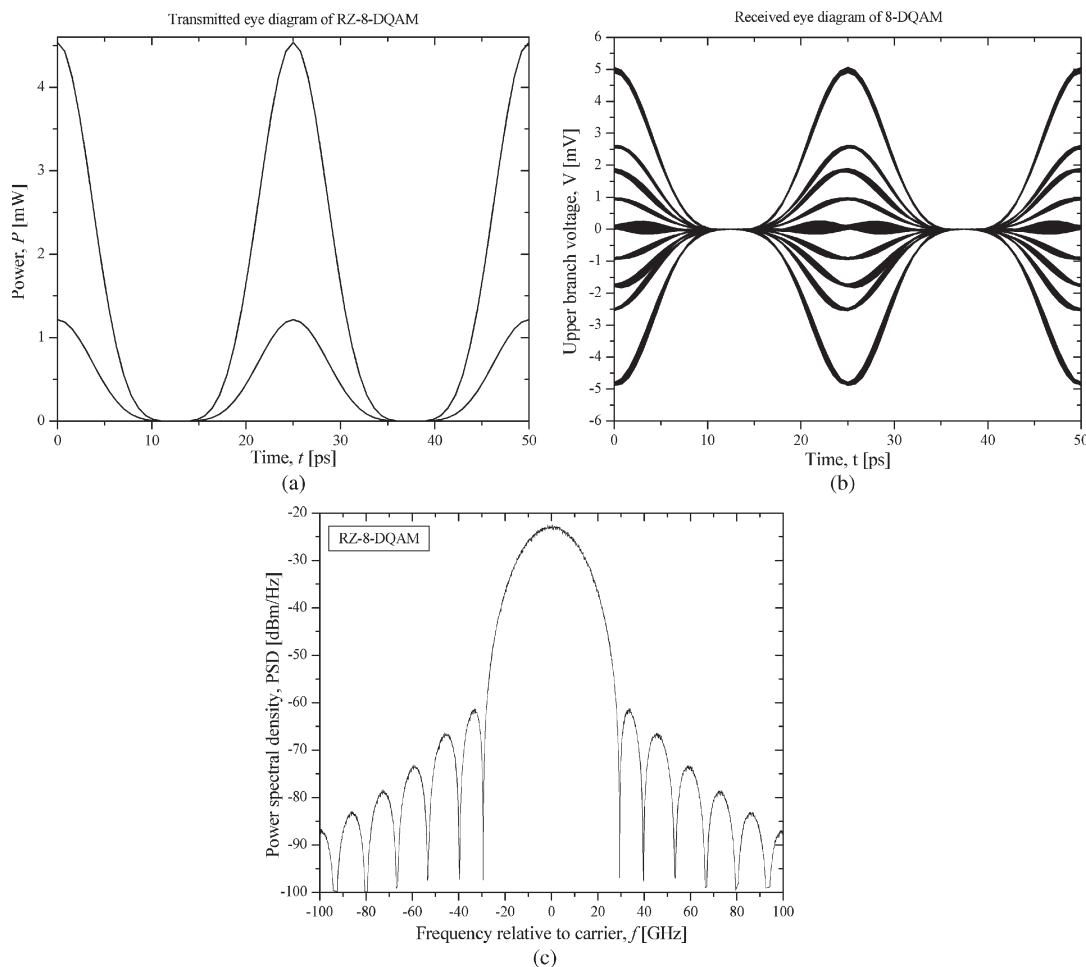 Transmitted eye diagram of RZ-8-DQAM
Power, P [mW]
4
3
2
1
0
0 10 20 30 40 50
Time, t [ps]
(a)
Received eye diagram of 8-DQAM
Upper branch voltage, V [mV]
6
5
4
3
2
1
0
-1
-2
-3
-4
-5
-6
0 10 20 30 40 50
Time, t [ps]
(b)
RZ-8-DQAM
Power spectral density, PSD [dBm/Hz]
-20
-30
-40
-50
-60
-70
-80
-90
-100
-100 -80 -60 -40 -20 0 20 40 60 80 100
Frequency relative to carrier, f [GHz]
(c)